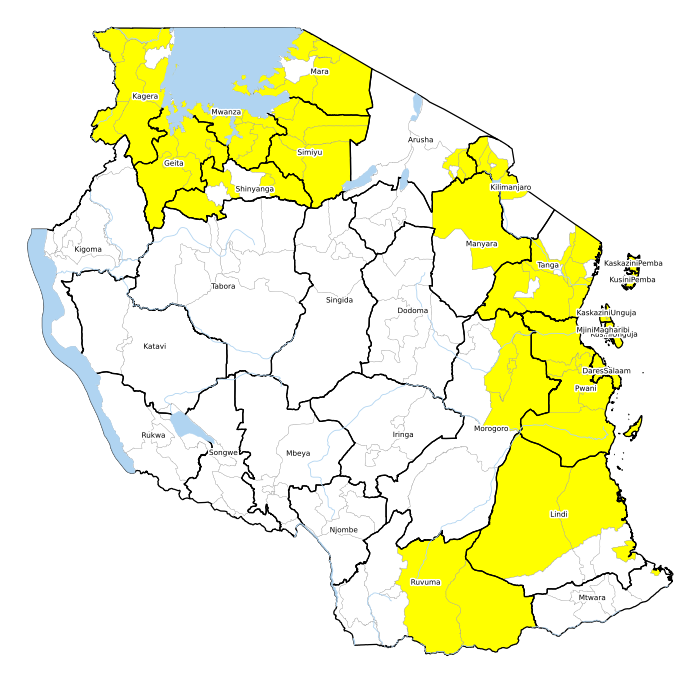 Mara
Kagera
Mwanza
Arusha
Simiyu
Geita
Kilimanjaro
Shinyanga
Manyara
Kigoma
KaskaziniPemba
Tanga
KusiniPemba
Tabora
Singida
Dodoma
KaskaziniUnguja
MjiniMagharibi
KusiniUnguja
Katavi
DaresSalaam
Pwani
Morogoro
Rukwa
Iringa
Songwe
Mbeya
Lindi
Njombe
Ruvuma
Mtwara